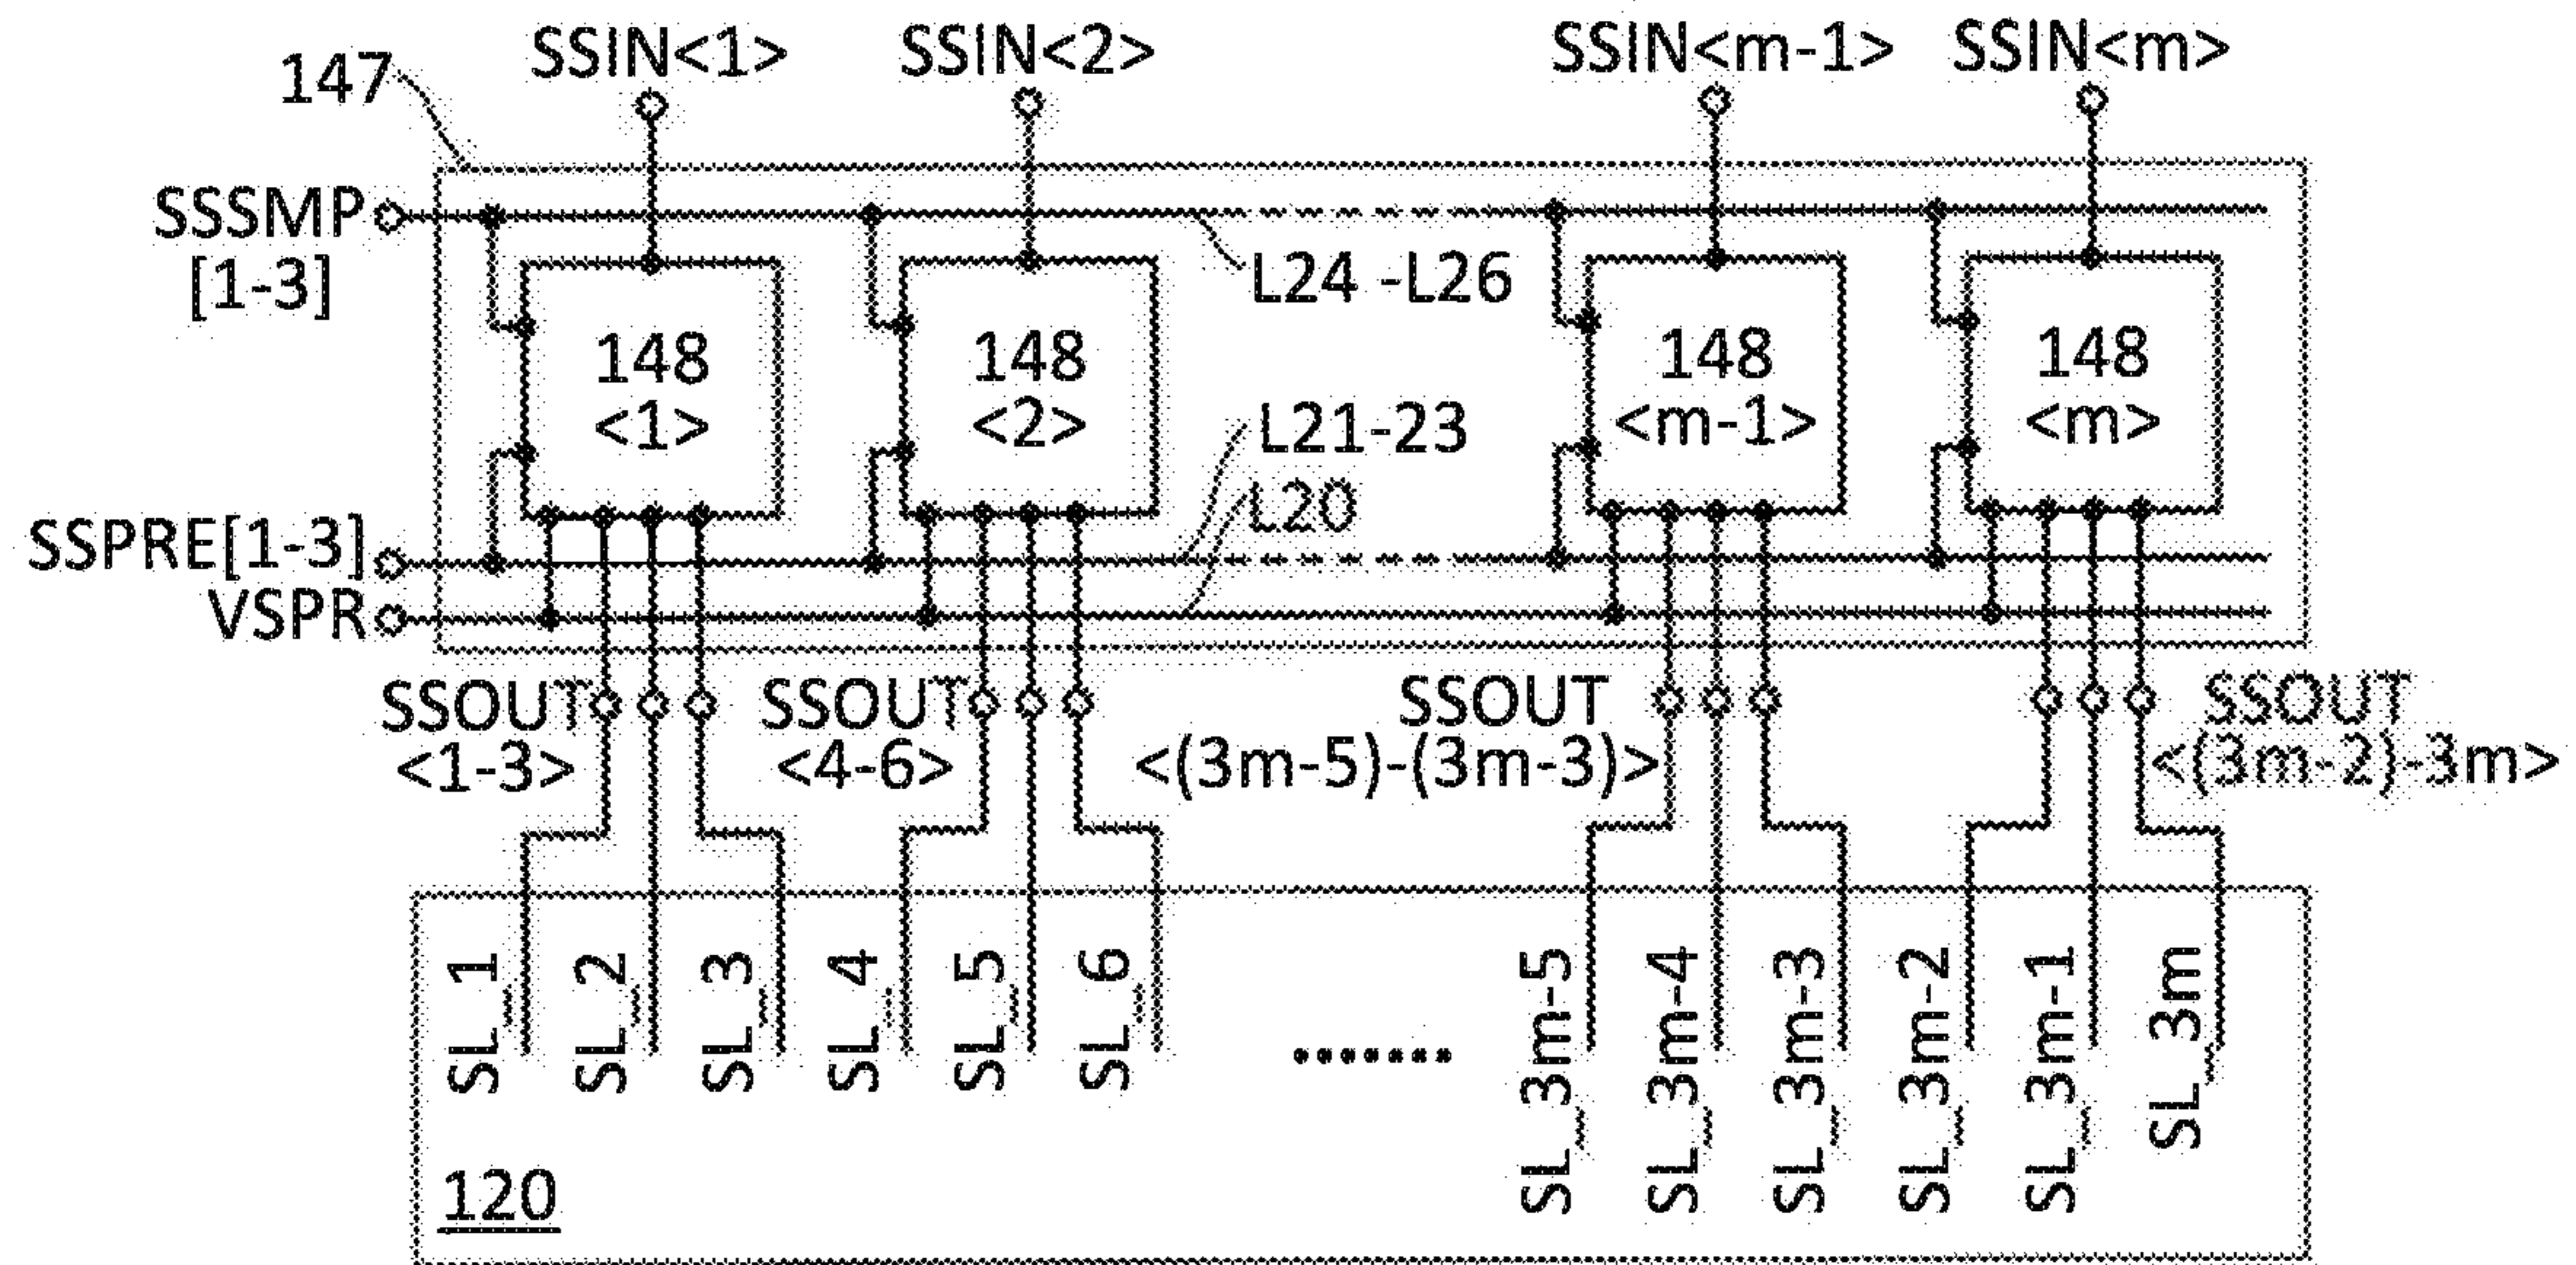 147
SSIN<1>
SSIN<2>
SSIN<m-1>
SSIN<m>
SSSMP
[1-3]
L24 -L26
148
<1>
148
<2>
148
<m-1>
148
<m>
L21-23
L20
SSPRE[1-3]
VSPR
SSOUT
<1-3>
SSOUT
<4-6>
SSOUT
<(3m-5)-(3m-3)>
SSOUT
<(3m-2)-3m>
SL_1
SL_2
SL_3
SL_4
SL_5
SL_6
SL_3m-5
SL_3m-4
SL_3m-3
SL_3m-2
SL_3m-1
SL_3m
120